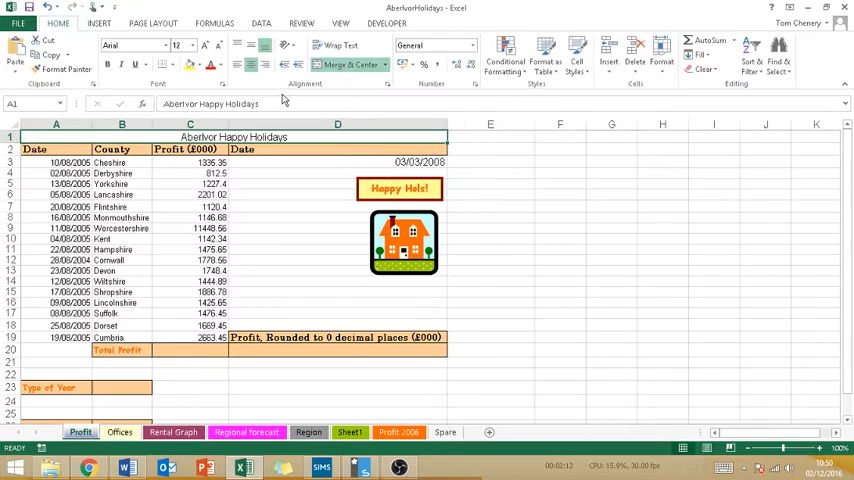 AberIvorHolidays - Excel
FILE HOME INSERT PAGE LAYOUT FORMULAS DATA REVIEW VIEW DEVELOPER Tom Chenery
Cut
Copy
Format Painter
Paste
Clipboard
Arial 12
B I U
Font
Wrap Text
Merge & Center
Alignment
General
%
Number
Conditional Formatting
Format as Table
Cell Styles
Styles
Insert
Delete
Format
Cells
AutoSum
Fill
Clear
Sort & Filter
Find & Select
Editing
A1 fx AberIvor Happy Holidays
A B C D E F G H I J K
1 AberIvor Happy Holidays
2 Date County Profit (£000) Date
3 10/08/2005 Cheshire 1335.35 03/03/2008
4 02/08/2005 Derbyshire 812.5
5 13/08/2005 Yorkshire 1227.4 Happy Hols!
6 05/08/2005 Lancashire 2201.02
7 20/08/2005 Flintshire 1120.4
8 16/08/2005 Monmouthshire 1146.68
9 11/08/2005 Worcestershire 11448.56
10 04/08/2005 Kent 1142.34
11 22/08/2005 Hampshire 1475.65
12 28/08/2004 Cornwall 1778.56
13 23/08/2005 Devon 1748.4
14 12/08/2005 Wiltshire 1444.89
15 17/08/2005 Shropshire 1886.78
16 09/08/2005 Lincolnshire 1425.65
17 08/08/2005 Suffolk 1476.45
18 25/08/2005 Dorset 1669.45
19 19/08/2005 Cumbria 2663.45 Profit, Rounded to 0 decimal places (£000)
20 Total Profit
21
22
23 Type of Year
24
25
Profit Offices Rental Graph Regional forecast Region Sheet1 Profit 2006 Spare
READY 100%
SIMS
00:02:12 CPU: 15.8%, 30.00 fps
10:50
02/12/2016